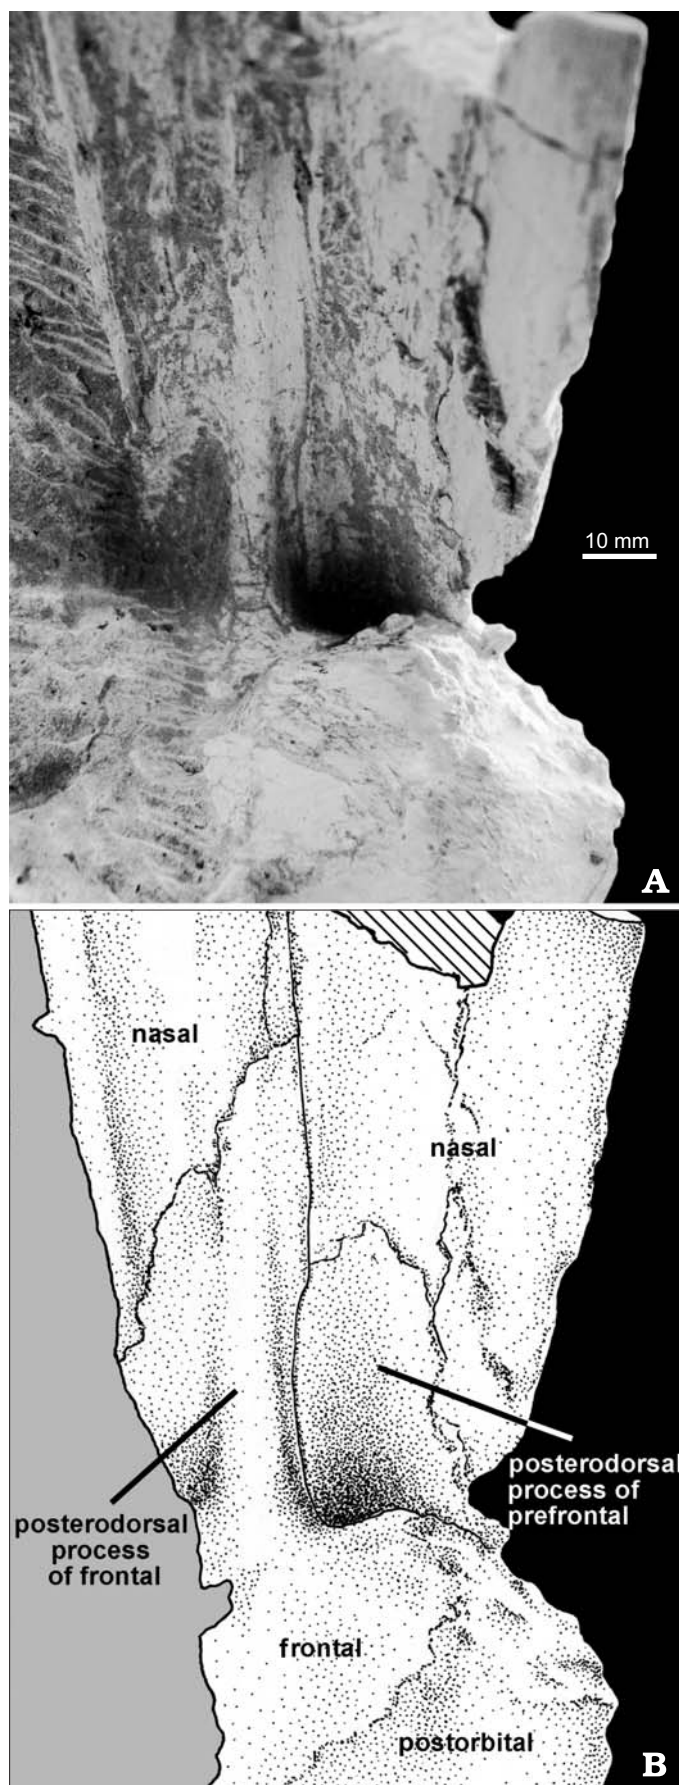 10 mm
A
nasal
nasal
posterodorsal
process of
prefrontal
posterodorsal
process
of frontal
frontal
postorbital
B